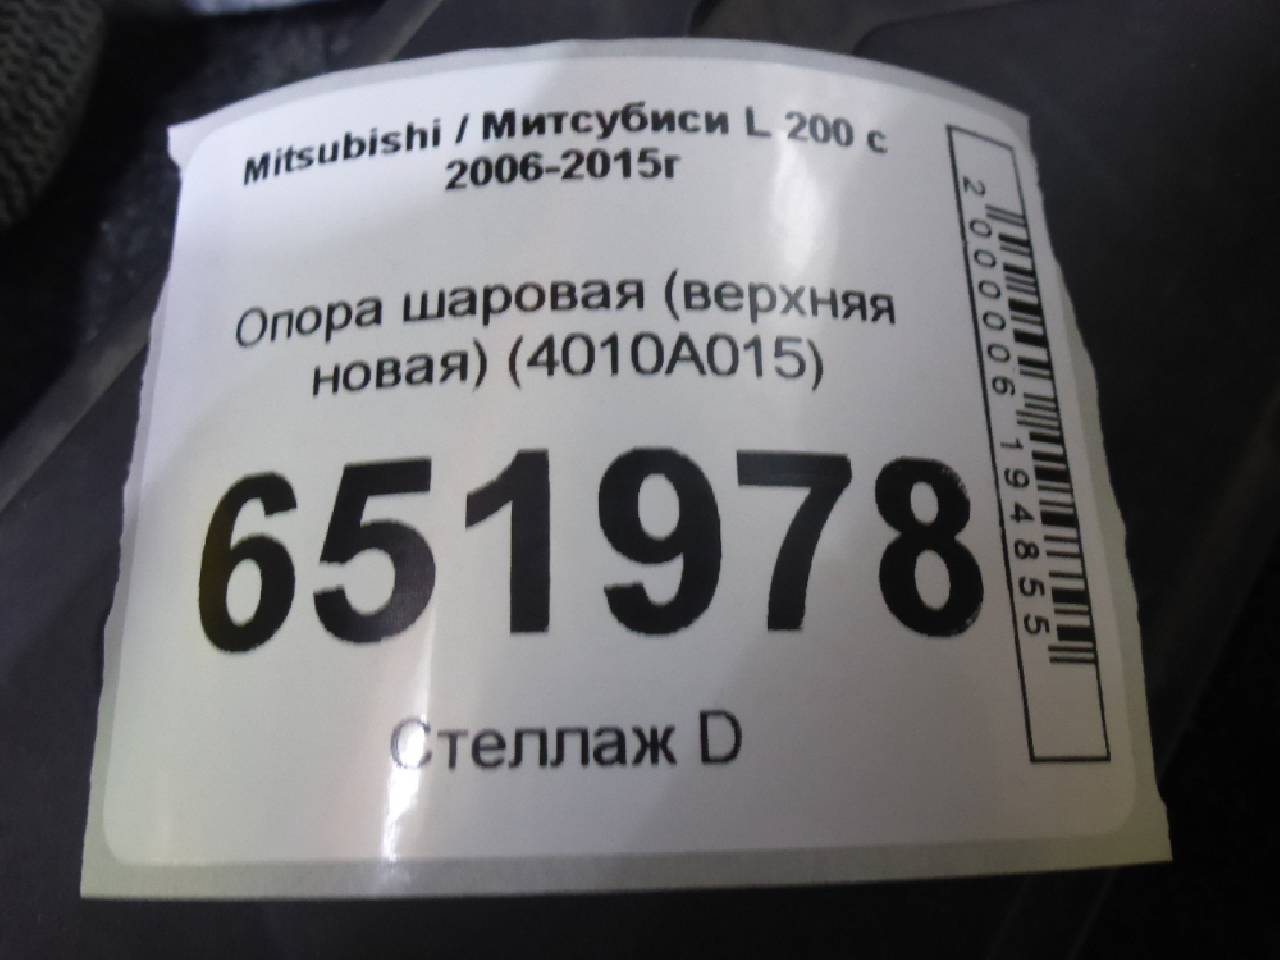 Mitsubishi / Митсубиси L 200 с
2006-2015г
Опора шаровая (верхняя
новая) (4010A015)
651978
Стеллаж D
2000006194855